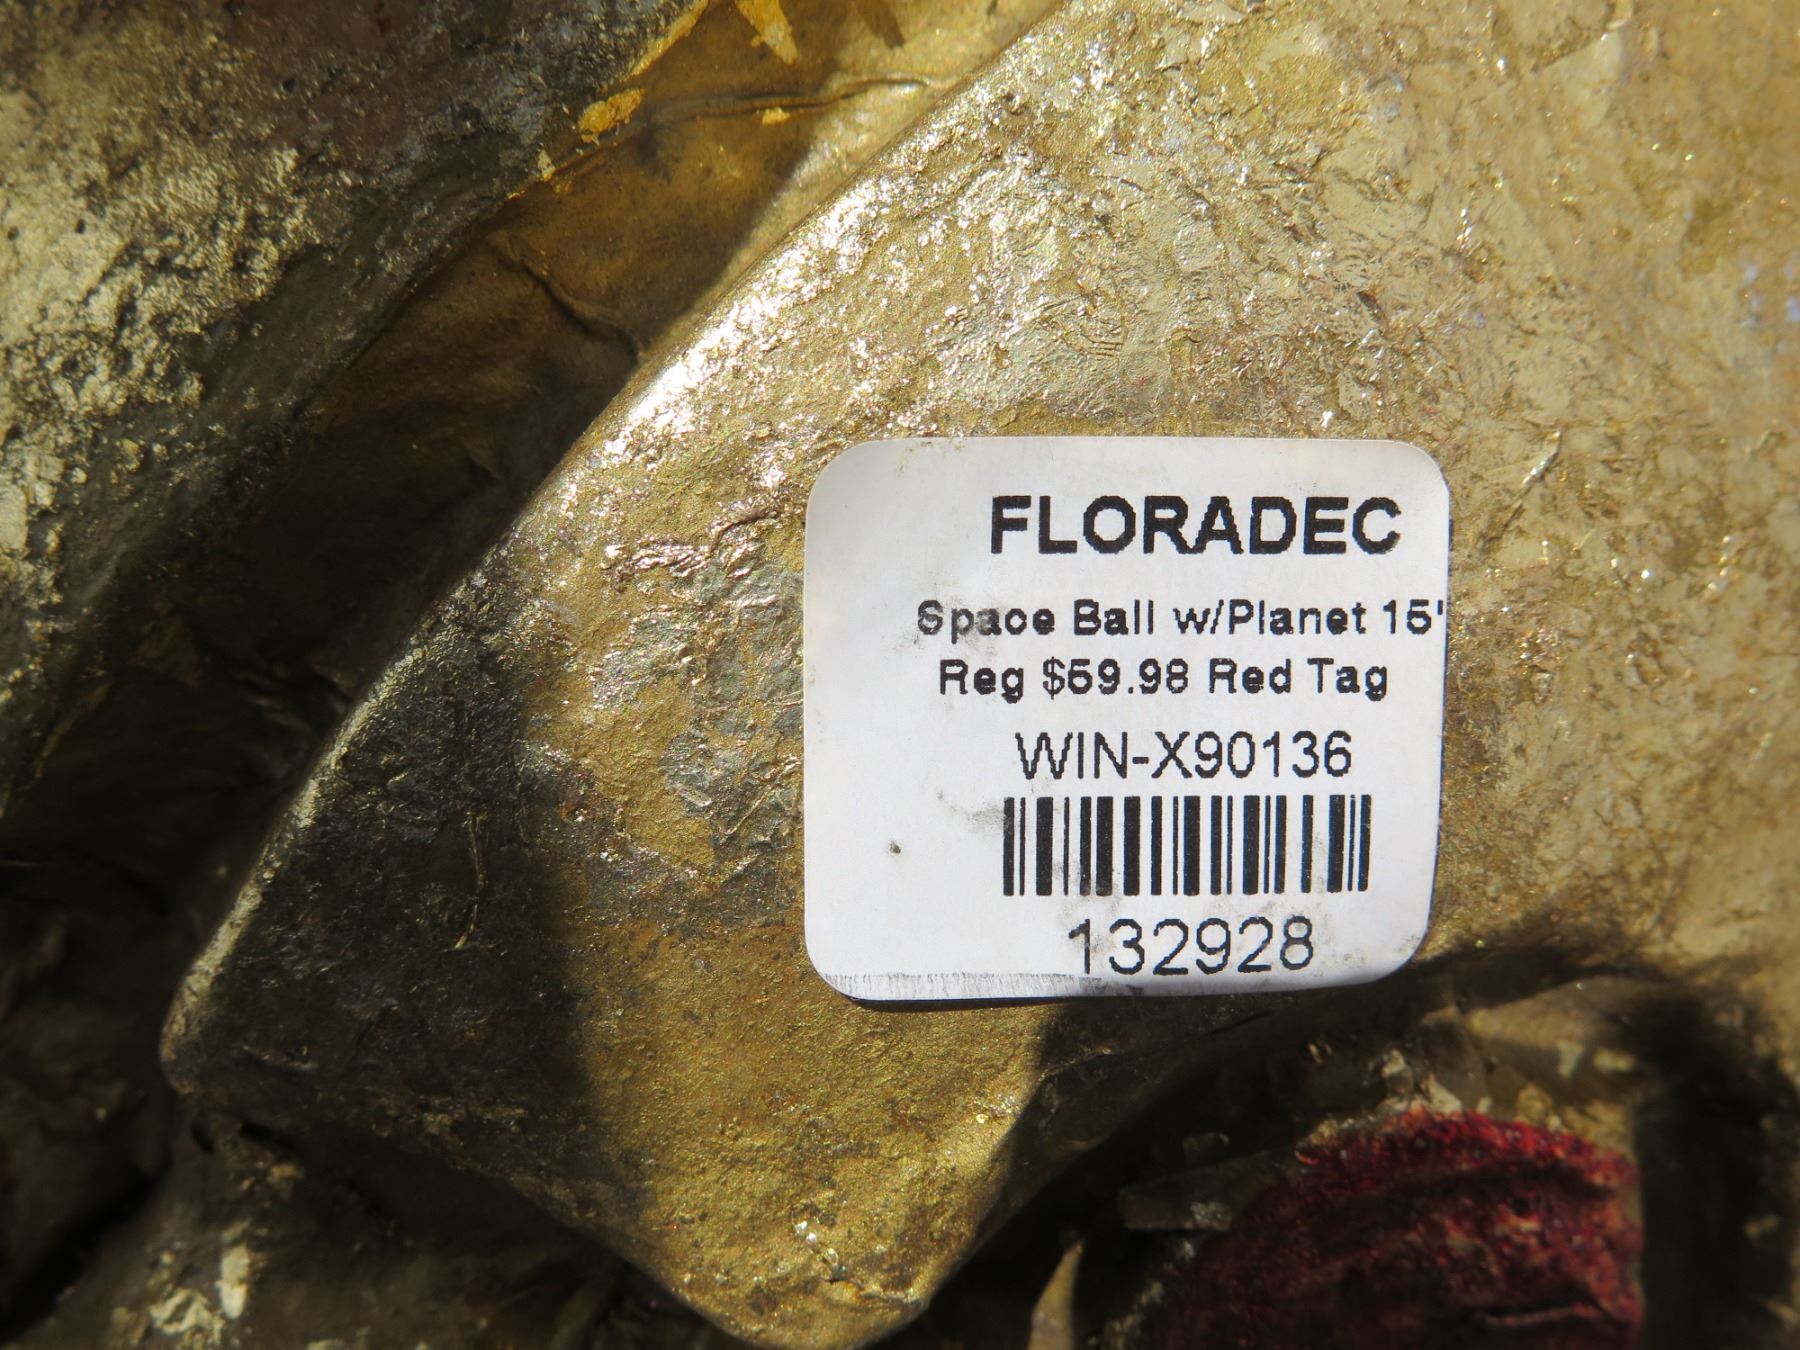 FLORADEC
Space Ball w/Planet 15'
Reg $59.98 Red Tag
WIN-X90136
132928